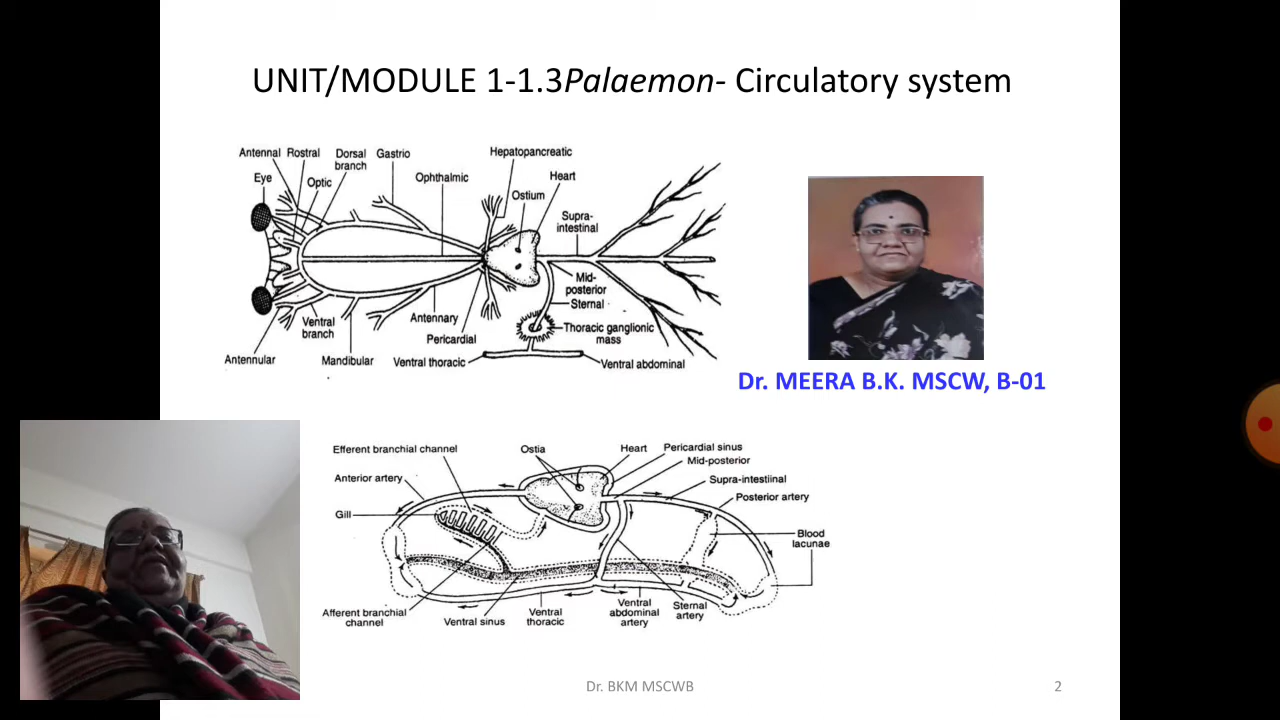 UNIT/MODULE 1-1.3Palaemon- Circulatory system
Antennal
Rostral
Dorsal
branch
Gastrio
Hepatopancreatic
Eye
Optic
Ophthalmic
Heart
Ostium
Supra-
intestinal
Mid-
posterior
Sternal
Thoracic ganglionic
mass
Antennary
Ventral
branch
Pericardial
Antennular
Mandibular
Ventral thoracic
Ventral abdominal
Dr. MEERA B.K. MSCW, B-01
Efferent branchial channel
Ostia
Heart
Pericardial sinus
Mid-posterior
Anterior artery
Supra-intestiinal
Posterior artery
Gill
Blood
lacunae
Afferent branchial
channel
Ventral sinus
Ventral
thoracic
Ventral
abdominal
artery
Sternal
artery
Dr. BKM MSCWB
2